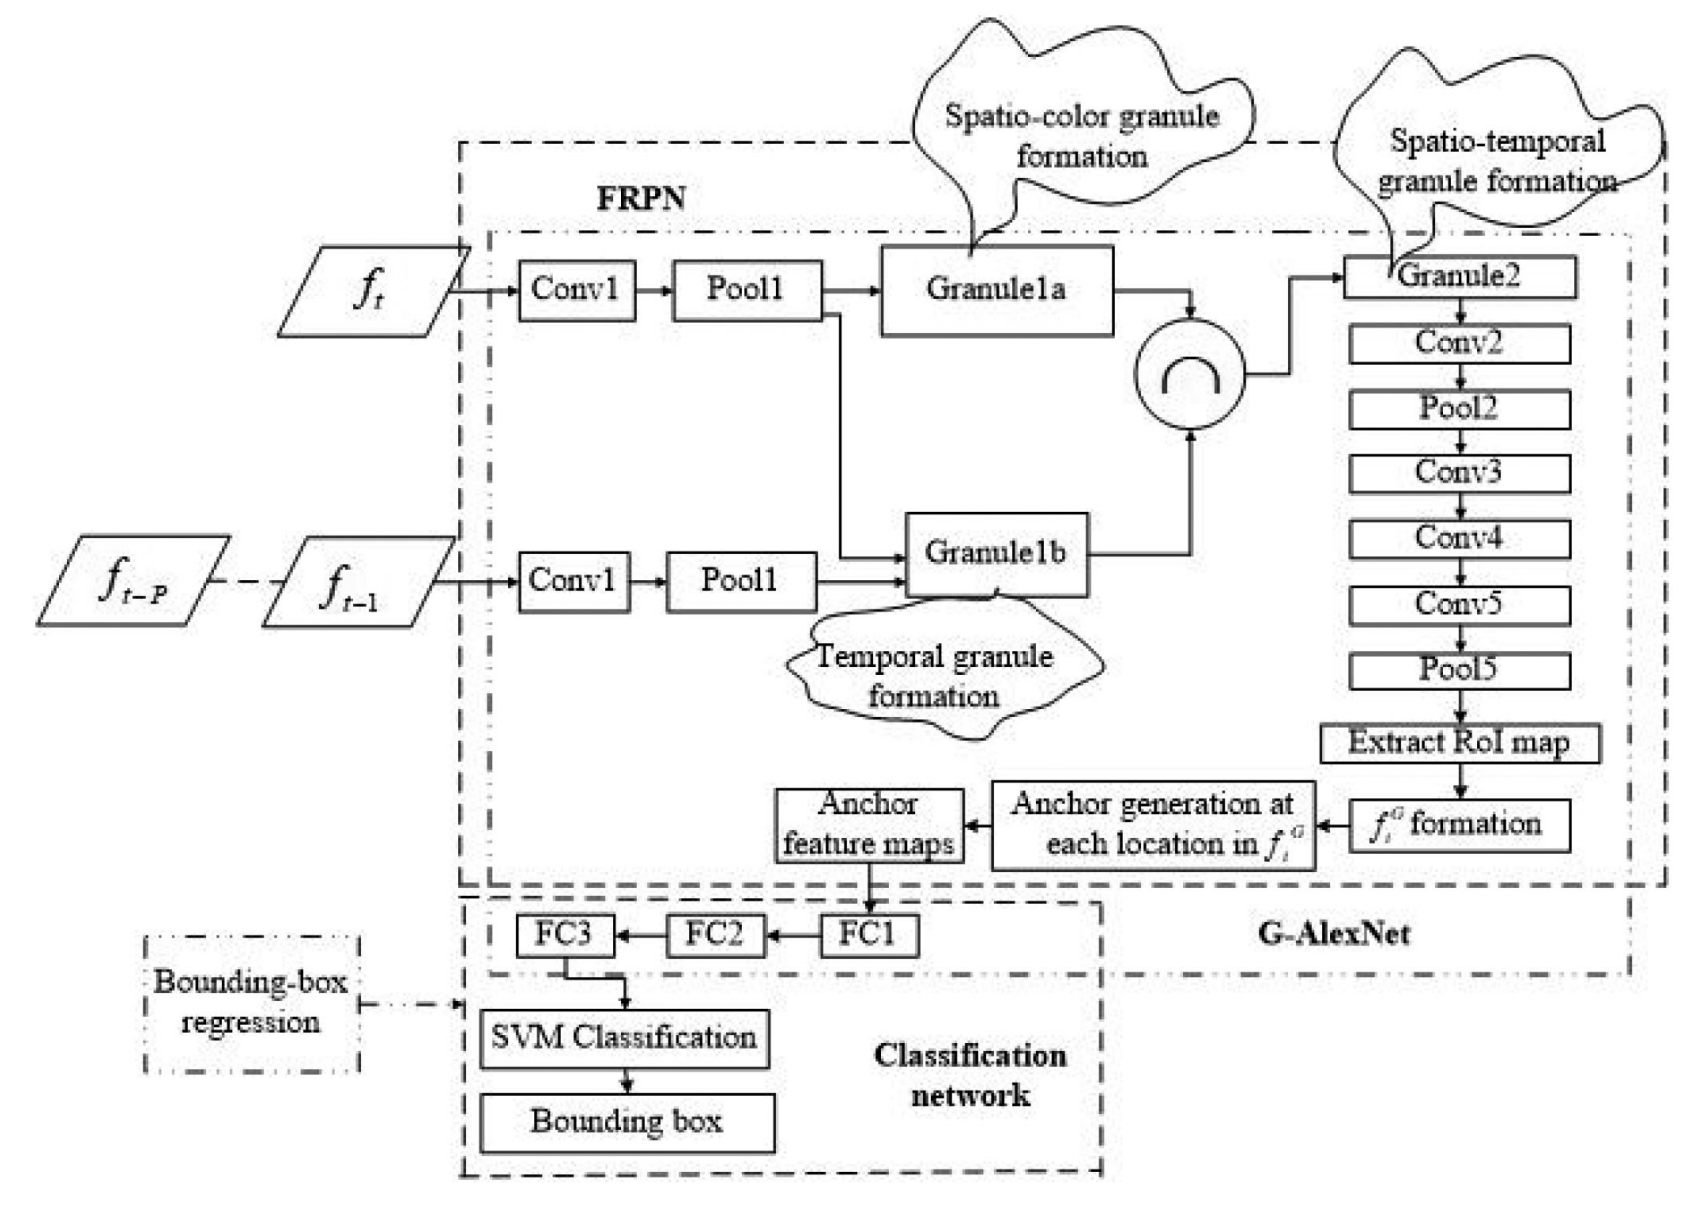 Spatio-color granule
formation
Spatio-temporal
granule formation
FRPN
f_t
Conv1
Pool1
Granule1a
Granule2
Conv2
Pool2
Conv3
Conv4
Conv5
Pool5
Extract RoI map
f_{t-P}
f_{t-1}
Conv1
Pool1
Granule1b
Temporal granule
formation
f_t^G formation
Anchor generation at
each location in f_t^G
Anchor
feature maps
FC1
FC2
FC3
G-AlexNet
Bounding-box
regression
SVM Classification
Bounding box
Classification
network